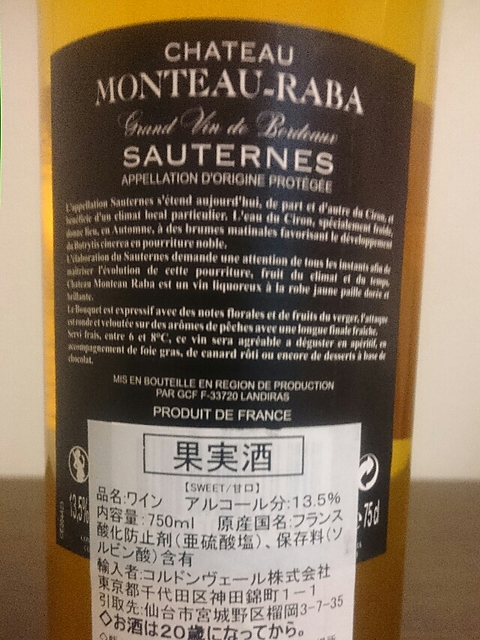 CHATEAU
MONTEAU-RABA
Grand Vin de Bordeaux
SAUTERNES
APPELLATION D'ORIGINE PROTÉGÉE
L'appellation Sauternes s'étend aujourd'hui, de part et d'autre du Ciron, et
bénéficie d'un climat local particulier. L'eau du Ciron, spécialement froide,
donne lieu, en Automne, à des brumes matinales favorisant le développement
du Botrytis cinerea en pourriture noble.
L'élaboration du Sauternes demande une attention de tous les instants afin de
maîtriser l'évolution de cette pourriture, fruit du climat et du temps.
Chateau Monteau Raba est un vin liquoreux à la robe jaune paille dorée et
brillante.
Le Bouquet est expressif avec des notes florales et de fruits du verger, l'attaque
est ronde et veloutée sur des arômes de pêches avec une longue finale fraîche.
Servi frais, entre 6 et 8°C, ce vin sera agréable a déguster en apéritif, en
accompagnement de foie gras, de canard rôti ou encore de desserts à base de
chocolat.
MIS EN BOUTEILLE EN REGION DE PRODUCTION
PAR GCF F-33720 LANDIRAS
PRODUIT DE FRANCE
果実酒
【SWEET/甘口】
品名:ワイン アルコール分:13.5%
内容量:750ml 原産国名:フランス
酸化防止剤(亜硫酸塩)、保存料(ソ
ルビン酸)含有
輸入者:コルドンヴェール株式会社
東京都千代田区神田錦町1-1
引取先:仙台市宮城野区榴岡3-7-35
◇お酒は20歳になってから。
13.5%
75 cl